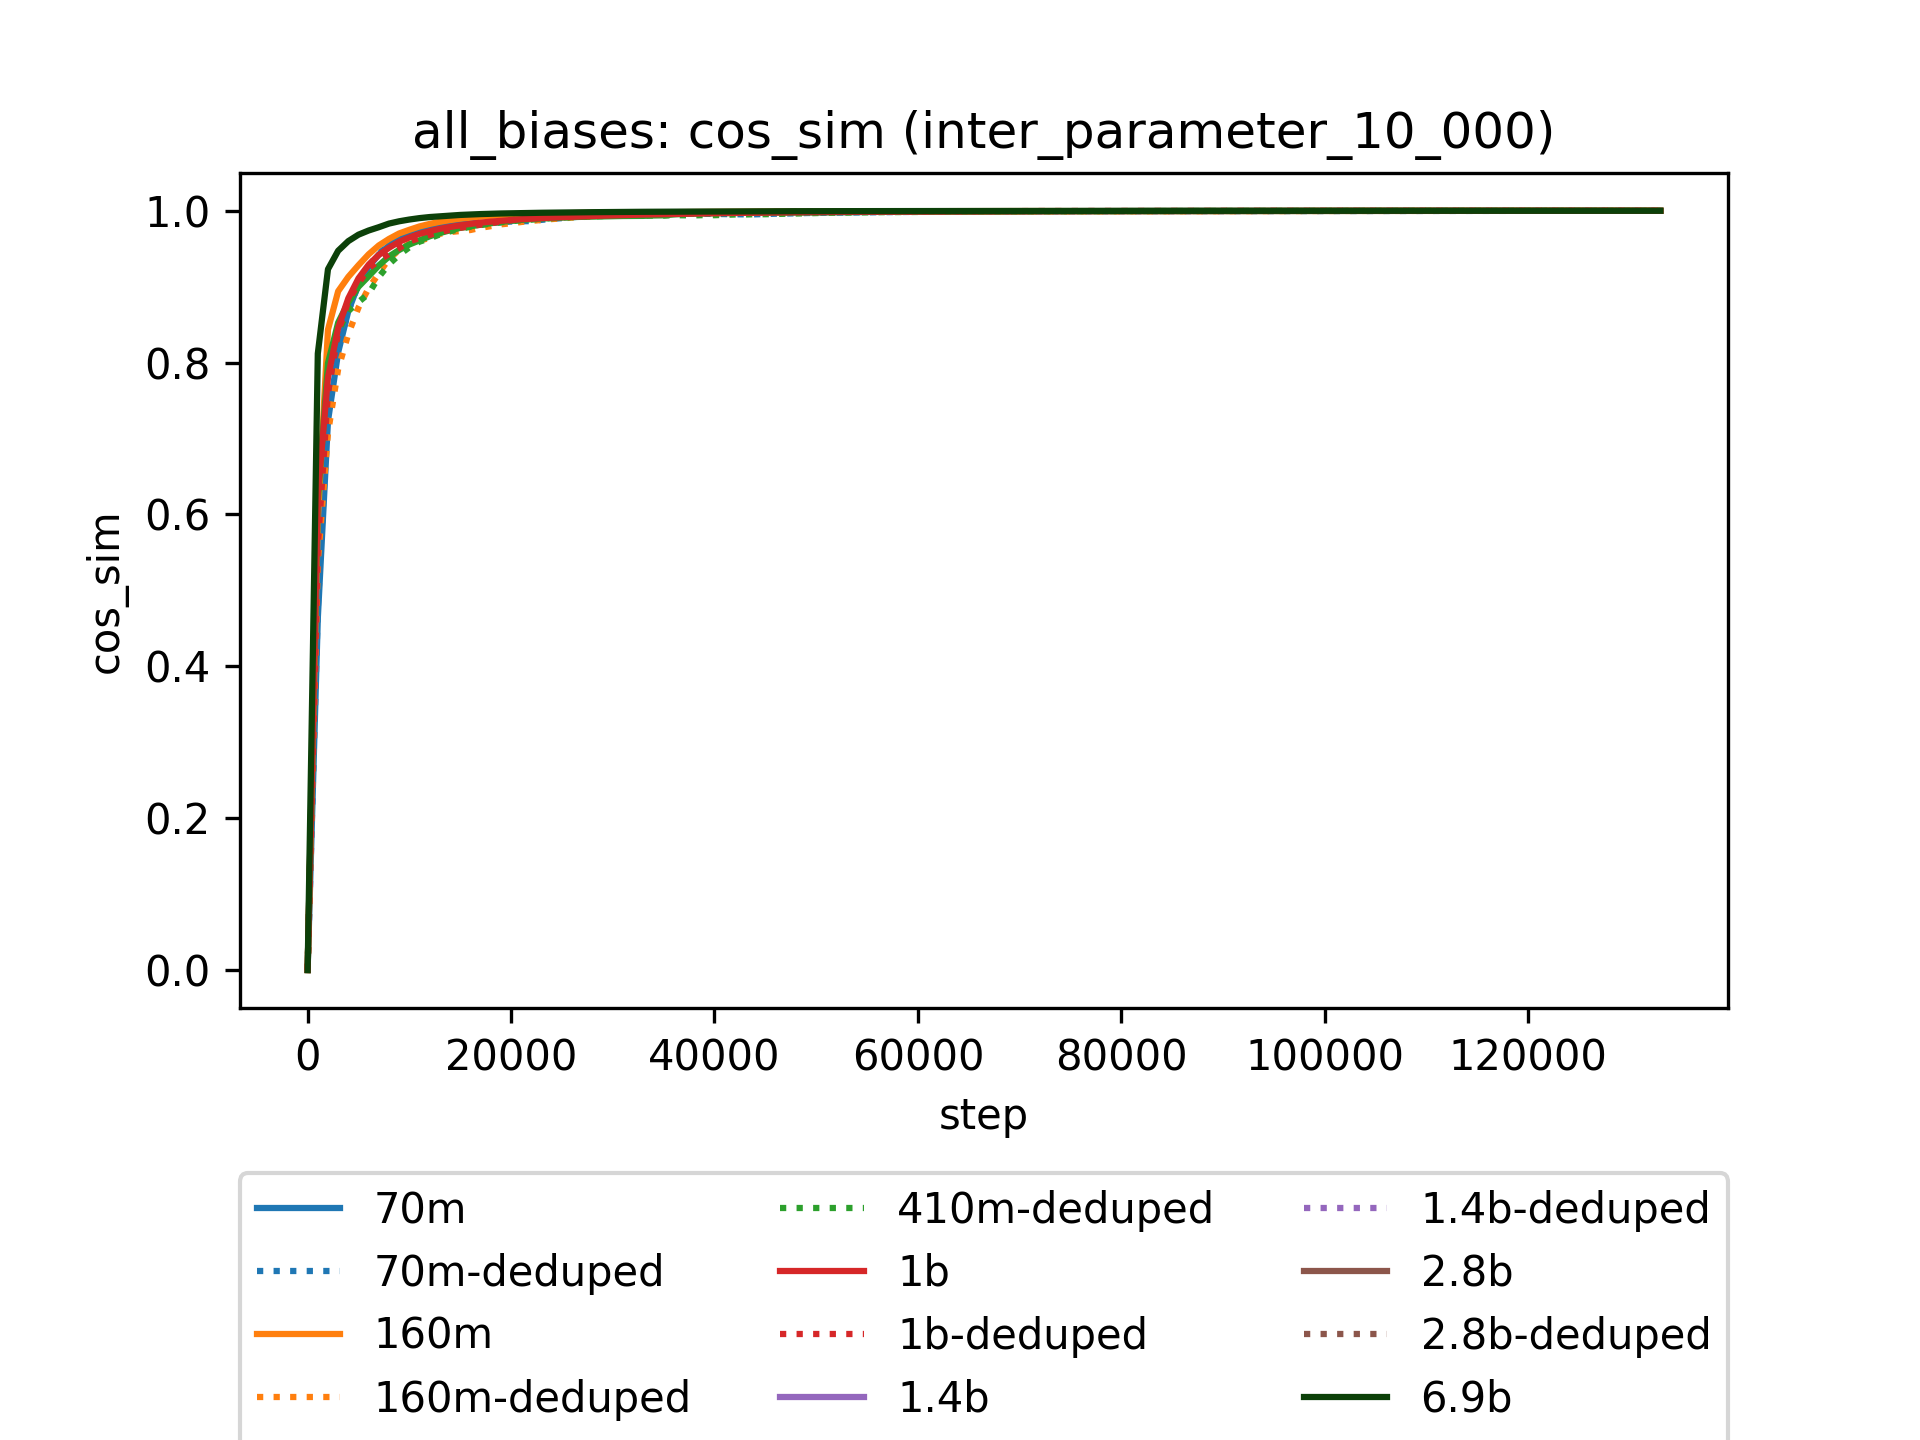 all_biases: cos_sim (inter_parameter_10_000)
1.0
0.8
0.6
0.4
0.2
0.0
cos_sim
0 20000 40000 60000 80000 100000 120000
step
70m 410m-deduped 1.4b-deduped
70m-deduped 1b 2.8b
160m 1b-deduped 2.8b-deduped
160m-deduped 1.4b 6.9b